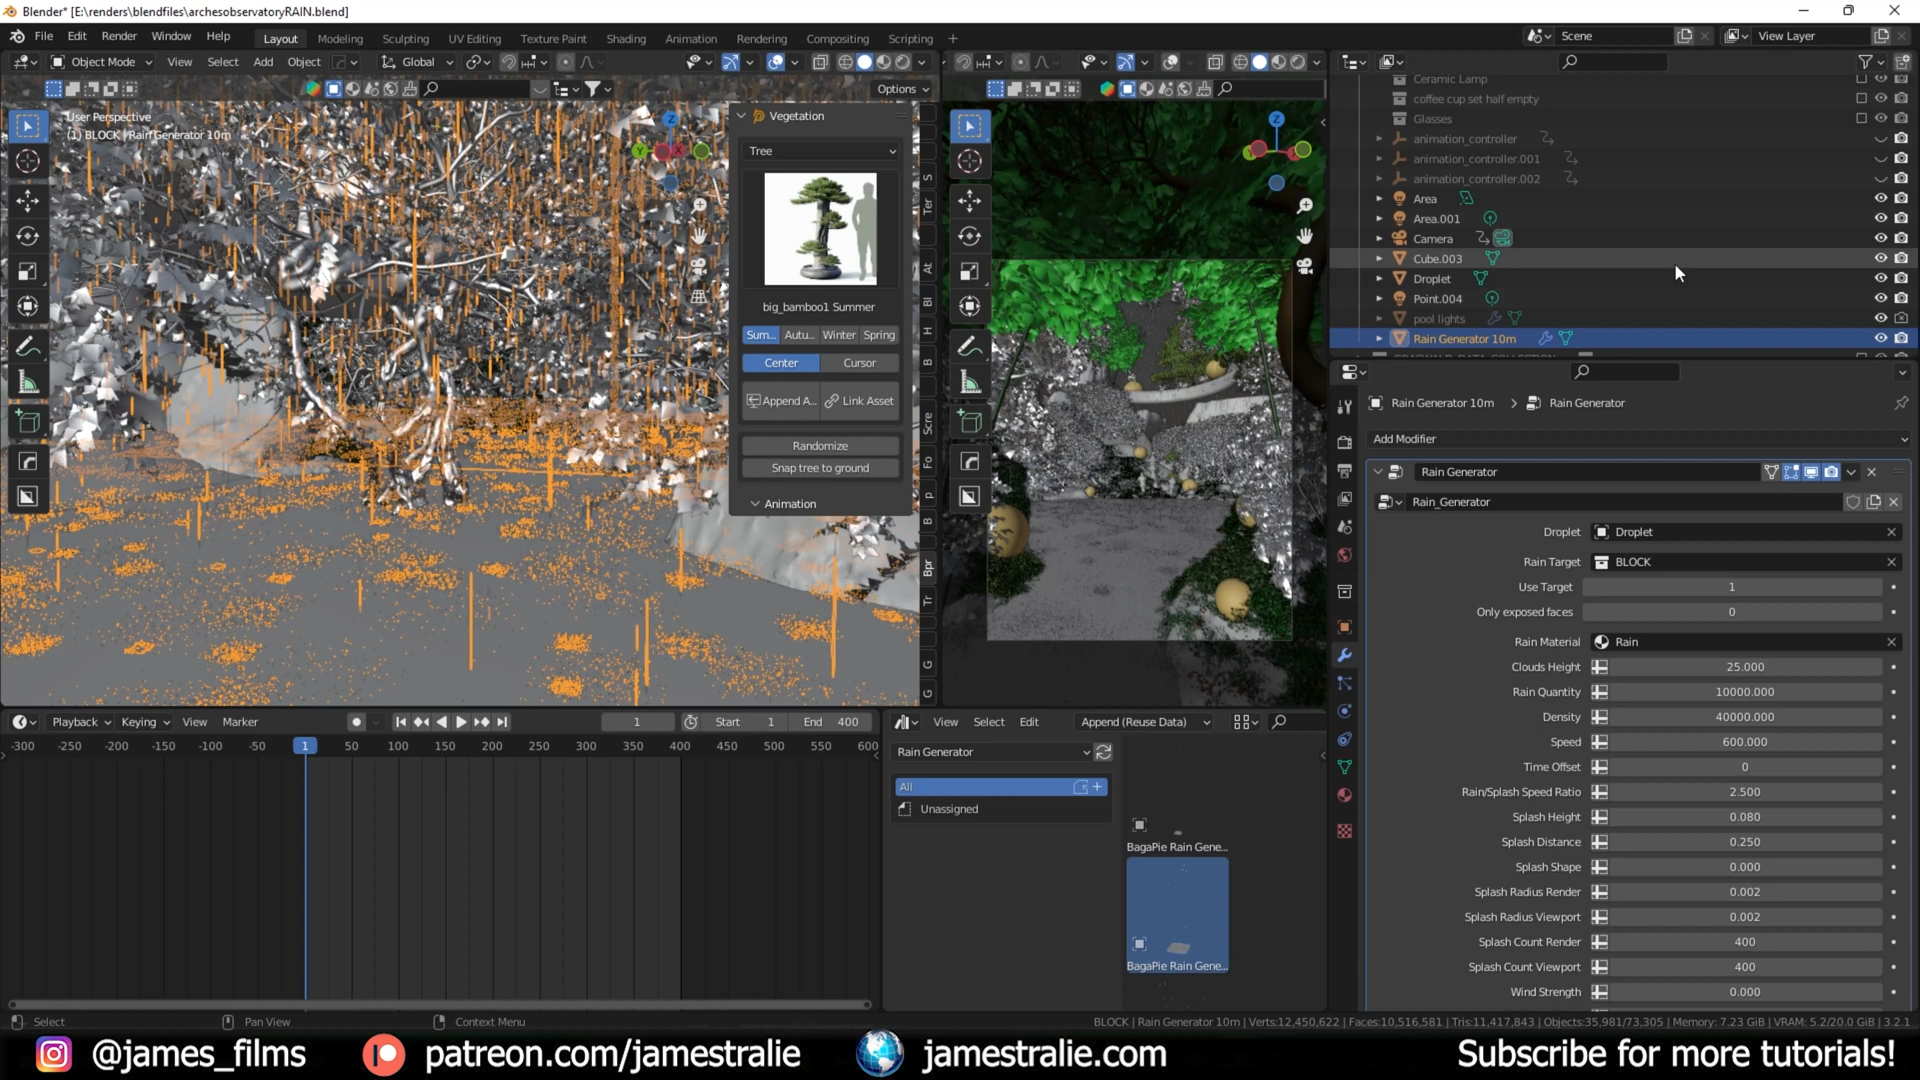 Blender* [E:\renders\blendfiles\archesobservatoryRAIN.blend]
File Edit Render Window Help Layout Modeling Sculpting UV Editing Texture Paint Shading Animation Rendering Compositing Scripting + Scene View Layer
Object Mode View Select Add Object Global
Options
User Perspective
(1) BLOCK | Rain Generator 10m
Vegetation
Tree
big_bamboo1 Summer
Sum... Autu... Winter Spring
Center Cursor
Append A... Link Asset
Randomize
Snap tree to ground
Animation
S
Ter
At
Bl
H
B
Scre
Fo
p
B
Bpr
Tr
G
G
Z
Y
X
Z
Ceramic Lamp
coffee cup set half empty
Glasses
animation_controller
animation_controller.001
animation_controller.002
Area
Area.001
Camera
Cube.003
Droplet
Point.004
pool lights
Rain Generator 10m
Rain Generator 10m > Rain Generator
Add Modifier
Rain Generator
Rain_Generator
Droplet Droplet
Rain Target BLOCK
Use Target 1
Only exposed faces 0
Rain Material Rain
Clouds Height 25.000
Rain Quantity 10000.000
Density 40000.000
Speed 600.000
Time Offset 0
Rain/Splash Speed Ratio 2.500
Splash Height 0.080
Splash Distance 0.250
Splash Shape 0.000
Splash Radius Render 0.002
Splash Radius Viewport 0.002
Splash Count Render 400
Splash Count Viewport 400
Wind Strength 0.000
Playback Keying View Marker 1 Start 1 End 400
-300 -250 -200 -150 -100 -50 1 50 100 150 200 250 300 350 400 450 500 550 600
View Select Edit Append (Reuse Data)
Rain Generator
All
Unassigned
BagaPie Rain Gene...
BagaPie Rain Gene...
Select Pan View Context Menu
BLOCK | Rain Generator 10m | Verts:12,450,622 | Faces:10,516,581 | Tris:11,417,843 | Objects:35,981/73,305 | Memory: 7.23 GiB | VRAM: 5.2/20.0 GiB | 3.2.1
@james_films patreon.com/jamestralie jamestralie.com Subscribe for more tutorials!